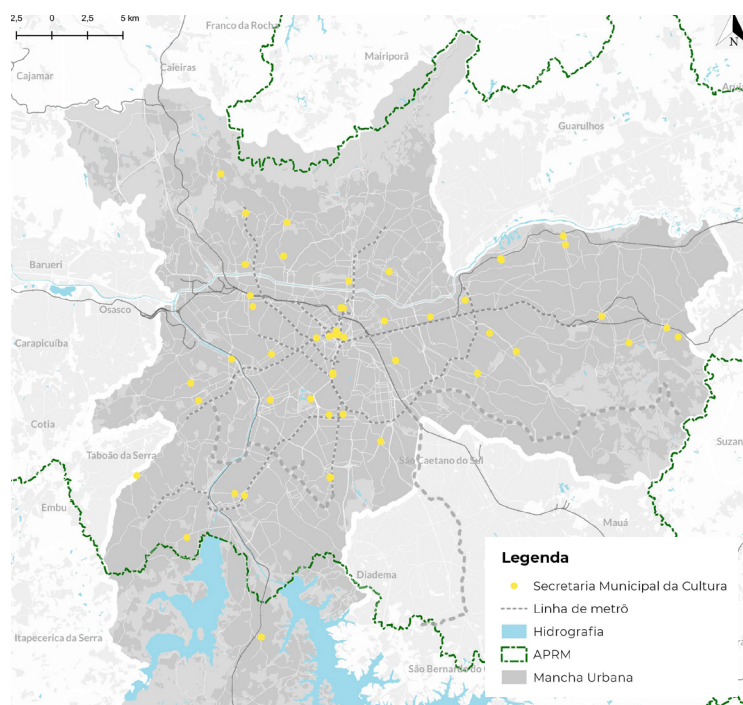 2,5 0 2,5 5 km
Franco da Rocha
Mairiporã
N
Caieiras
Cajamar
Guarulhos
Barueri
Osasco
Carapicuíba
Cotia
Taboão da Serra
São Caetano do Sul
Suzan
Embu
Mauá
Diadema
Itapecerica da Serra
São Bernardo do
Legenda
Secretaria Municipal da Cultura
Linha de metrô
Hidrografia
APRM
Mancha Urbana